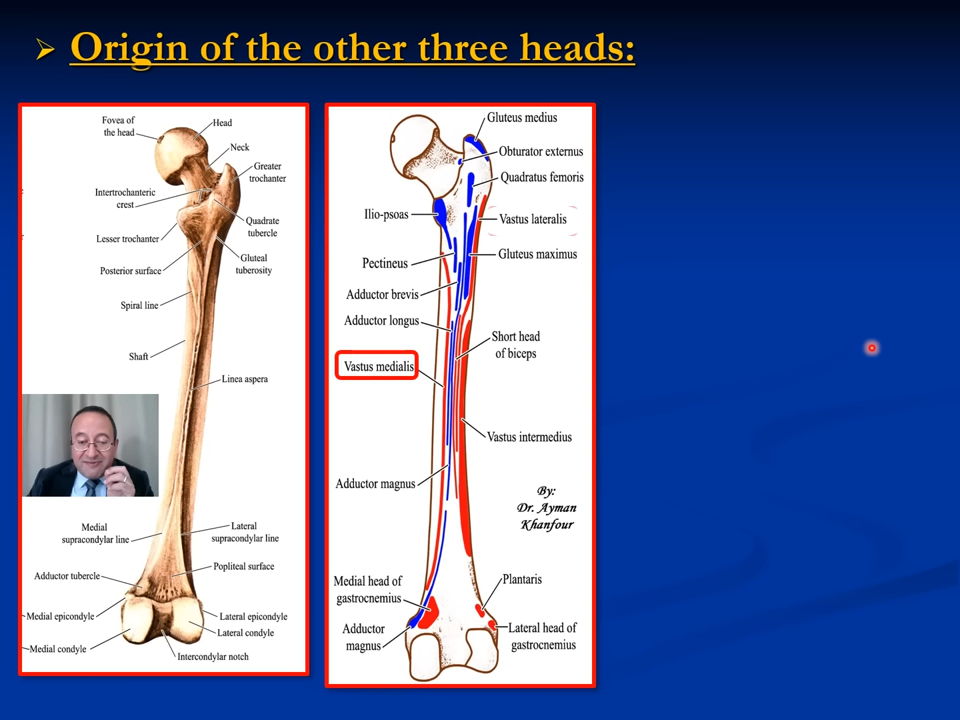 Origin of the other three heads:
Fovea of
the head
Head
Neck
Greater
trochanter
Intertrochanteric
crest
Quadrate
tubercle
Lesser trochanter
Gluteal
tuberosity
Posterior surface
Spiral line
Shaft
Linea aspera
Medial
supracondylar line
Lateral
supracondylar line
Popliteal surface
Adductor tubercle
Medial epicondyle
Lateral epicondyle
Lateral condyle
Medial condyle
Intercondylar notch
Gluteus medius
Obturator externus
Quadratus femoris
Ilio-psoas
Vastus lateralis
Gluteus maximus
Pectineus
Adductor brevis
Adductor longus
Short head
of biceps
Vastus medialis
Vastus intermedius
Adductor magnus
By:
Dr. Ayman
Khanfour
Medial head of
gastrocnemius
Plantaris
Adductor
magnus
Lateral head of
gastrocnemius